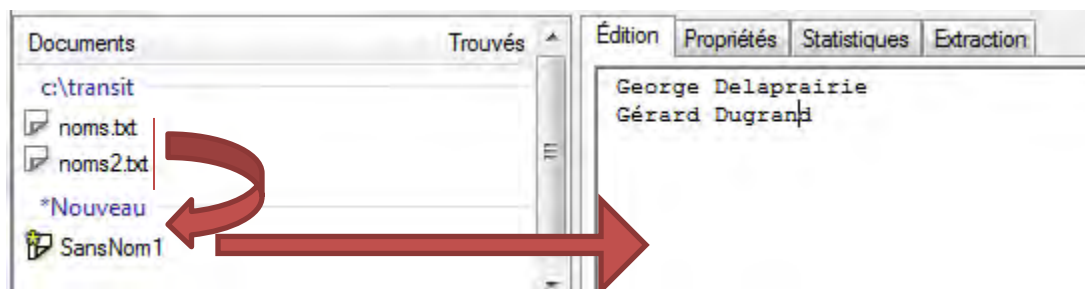 Documents Trouvés
c:\transit
noms.txt
noms2.txt
*Nouveau
SansNom1
Édition Propriétés Statistiques Extraction
George Delaprairie
Gérard Dugrand